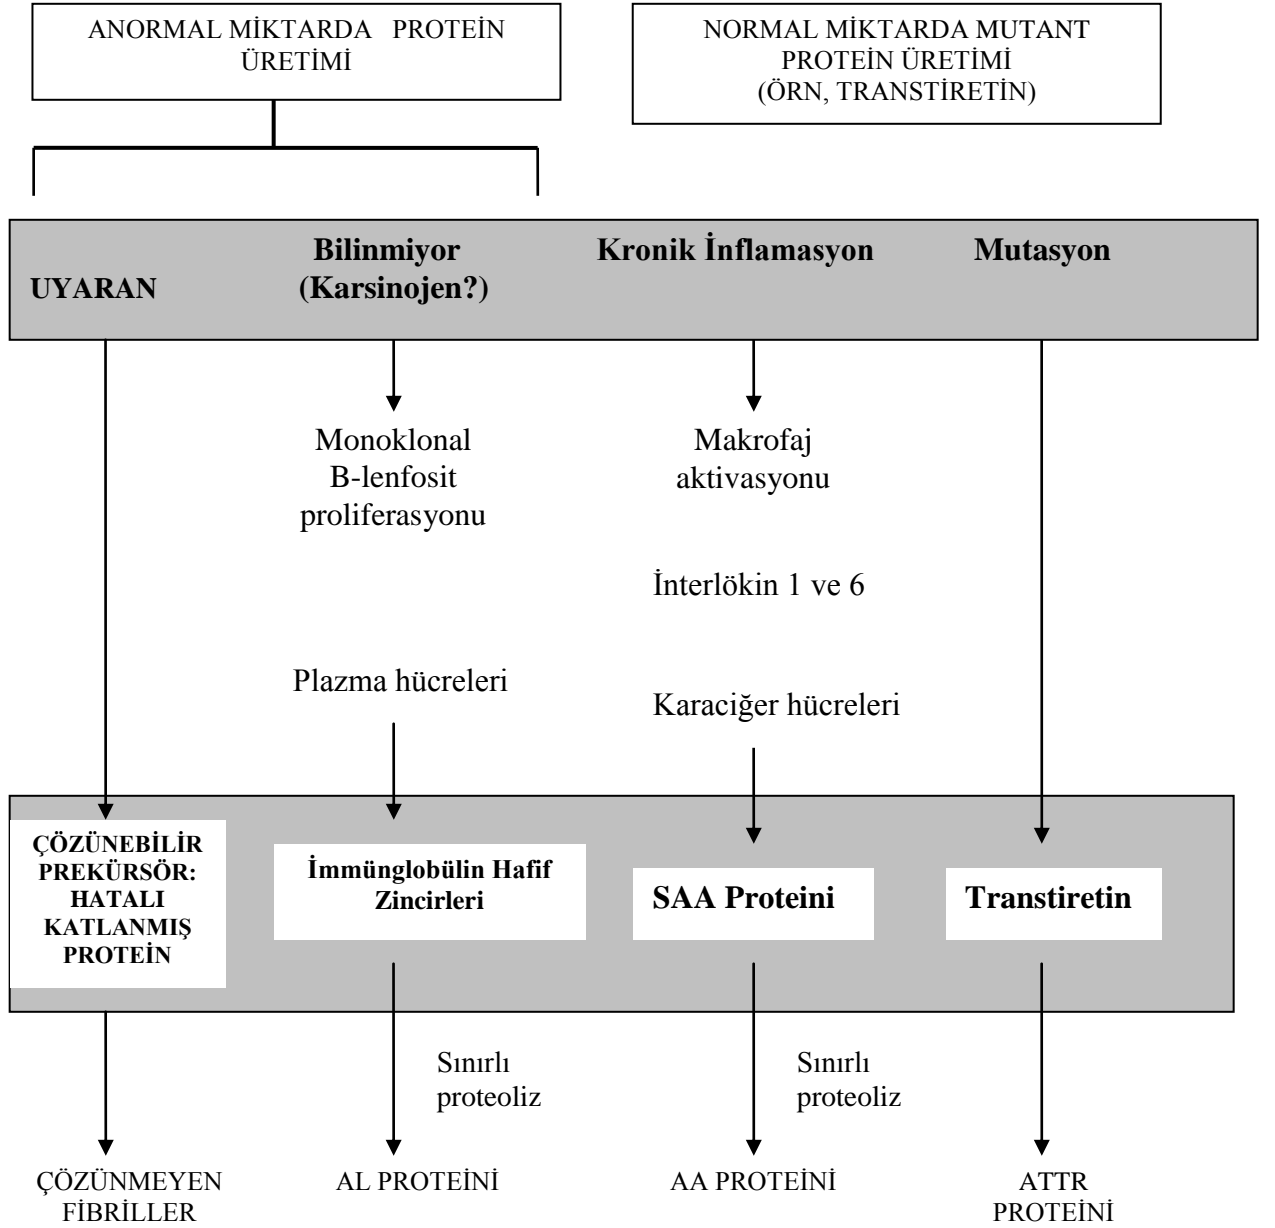 ANORMAL MİKTARDA PROTEİN
ÜRETİMİ
NORMAL MİKTARDA MUTANT
PROTEİN ÜRETİMİ
(ÖRN, TRANSTİRETİN)
UYARAN
Bilinmiyor
(Karsinojen?)
Kronik İnflamasyon
Mutasyon
Monoklonal
B-lenfosit
proliferasyonu
Makrofaj
aktivasyonu
İnterlökin 1 ve 6
Plazma hücreleri
Karaciğer hücreleri
ÇÖZÜNEBİLİR
PREKÜRSÖR:
HATALI
KATLANMIŞ
PROTEİN
İmmünglobülin Hafif
Zincirleri
SAA Proteini
Transtiretin
Sınırlı
proteoliz
Sınırlı
proteoliz
ÇÖZÜNMEYEN
FİBRİLLER
AL PROTEİNİ
AA PROTEİNİ
ATTR
PROTEİNİ